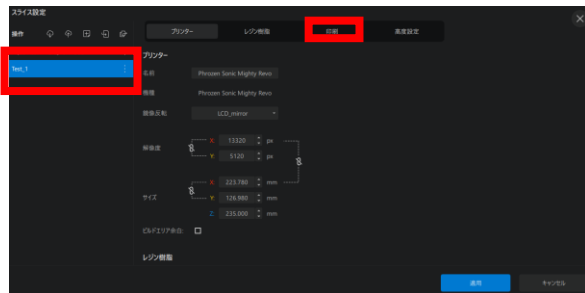 スライス設定
操作
プリンター レジン樹脂 印刷 高度設定
Test_1
プリンター
名前 Phrozen Sonic Mighty Revo
機種 Phrozen Sonic Mighty Revo
鏡像反転 LCD_mirror
解像度 X: 13320 px
Y: 5120 px
サイズ X: 223.780 mm
Y: 126.980 mm
Z: 235.000 mm
ビルドエリア余白:
レジン樹脂
適用 キャンセル